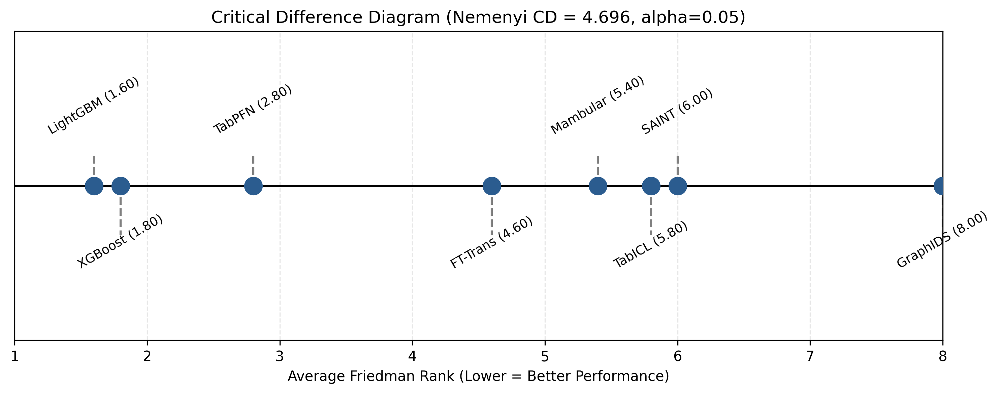 Critical Difference Diagram (Nemenyi CD = 4.696, alpha=0.05)
LightGBM (1.60)
TabPFN (2.80)
Mambular (5.40)
SAINT (6.00)
XGBoost (1.80)
FT-Trans (4.60)
TabICL (5.80)
GraphIDS (8.00)
1 2 3 4 5 6 7 8
Average Friedman Rank (Lower = Better Performance)